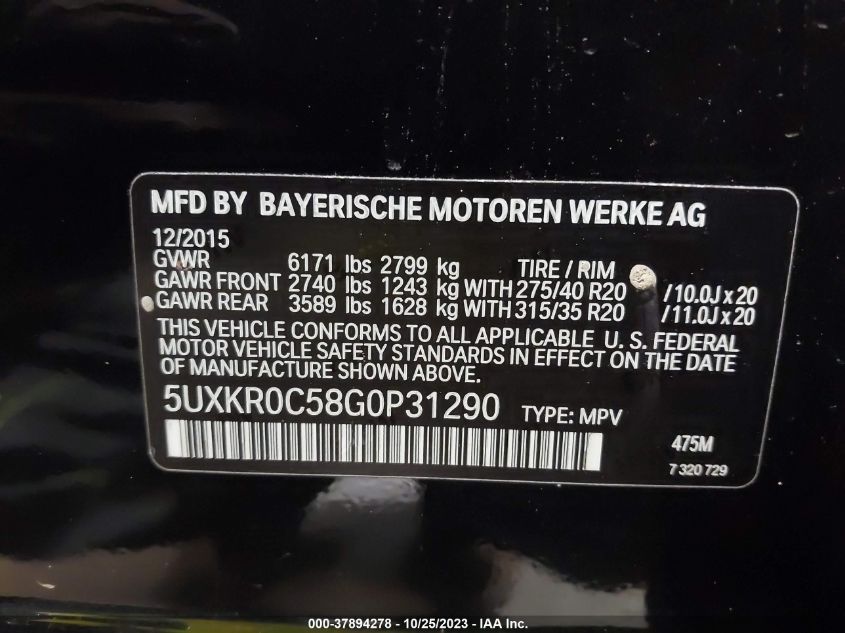 MFD BY BAYERISCHE MOTOREN WERKE AG
12/2015
GVWR 6171 lbs 2799 kg TIRE / RIM
GAWR FRONT 2740 lbs 1243 kg WITH 275/40 R20 /10.0J x 20
GAWR REAR 3589 lbs 1628 kg WITH 315/35 R20 /11.0J x 20
THIS VEHICLE CONFORMS TO ALL APPLICABLE U. S. FEDERAL
MOTOR VEHICLE SAFETY STANDARDS IN EFFECT ON THE DATE
OF MANUFACTURE SHOWN ABOVE.
5UXKR0C58G0P31290 TYPE: MPV
475M
7 320 729
000-37894278 - 10/25/2023 - IAA Inc.